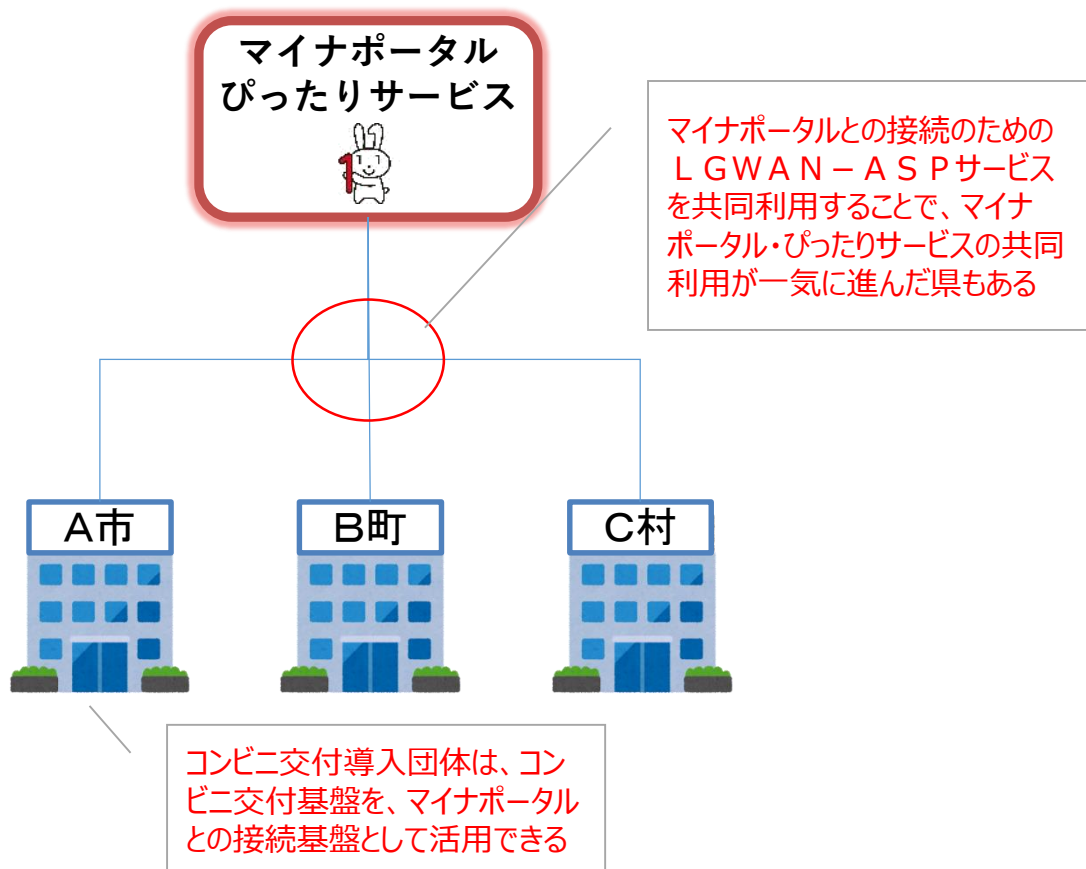 マイナポータル
ぴったりサービス
1
マイナポータルとの接続のための
ＬＧＷＡＮ－ＡＳＰサービス
を共同利用することで、マイナ
ポータル・ぴったりサービスの共同
利用が一気に進んだ県もある
Ａ市
Ｂ町
Ｃ村
コンビニ交付導入団体は、コン
ビニ交付基盤を、マイナポータル
との接続基盤として活用できる